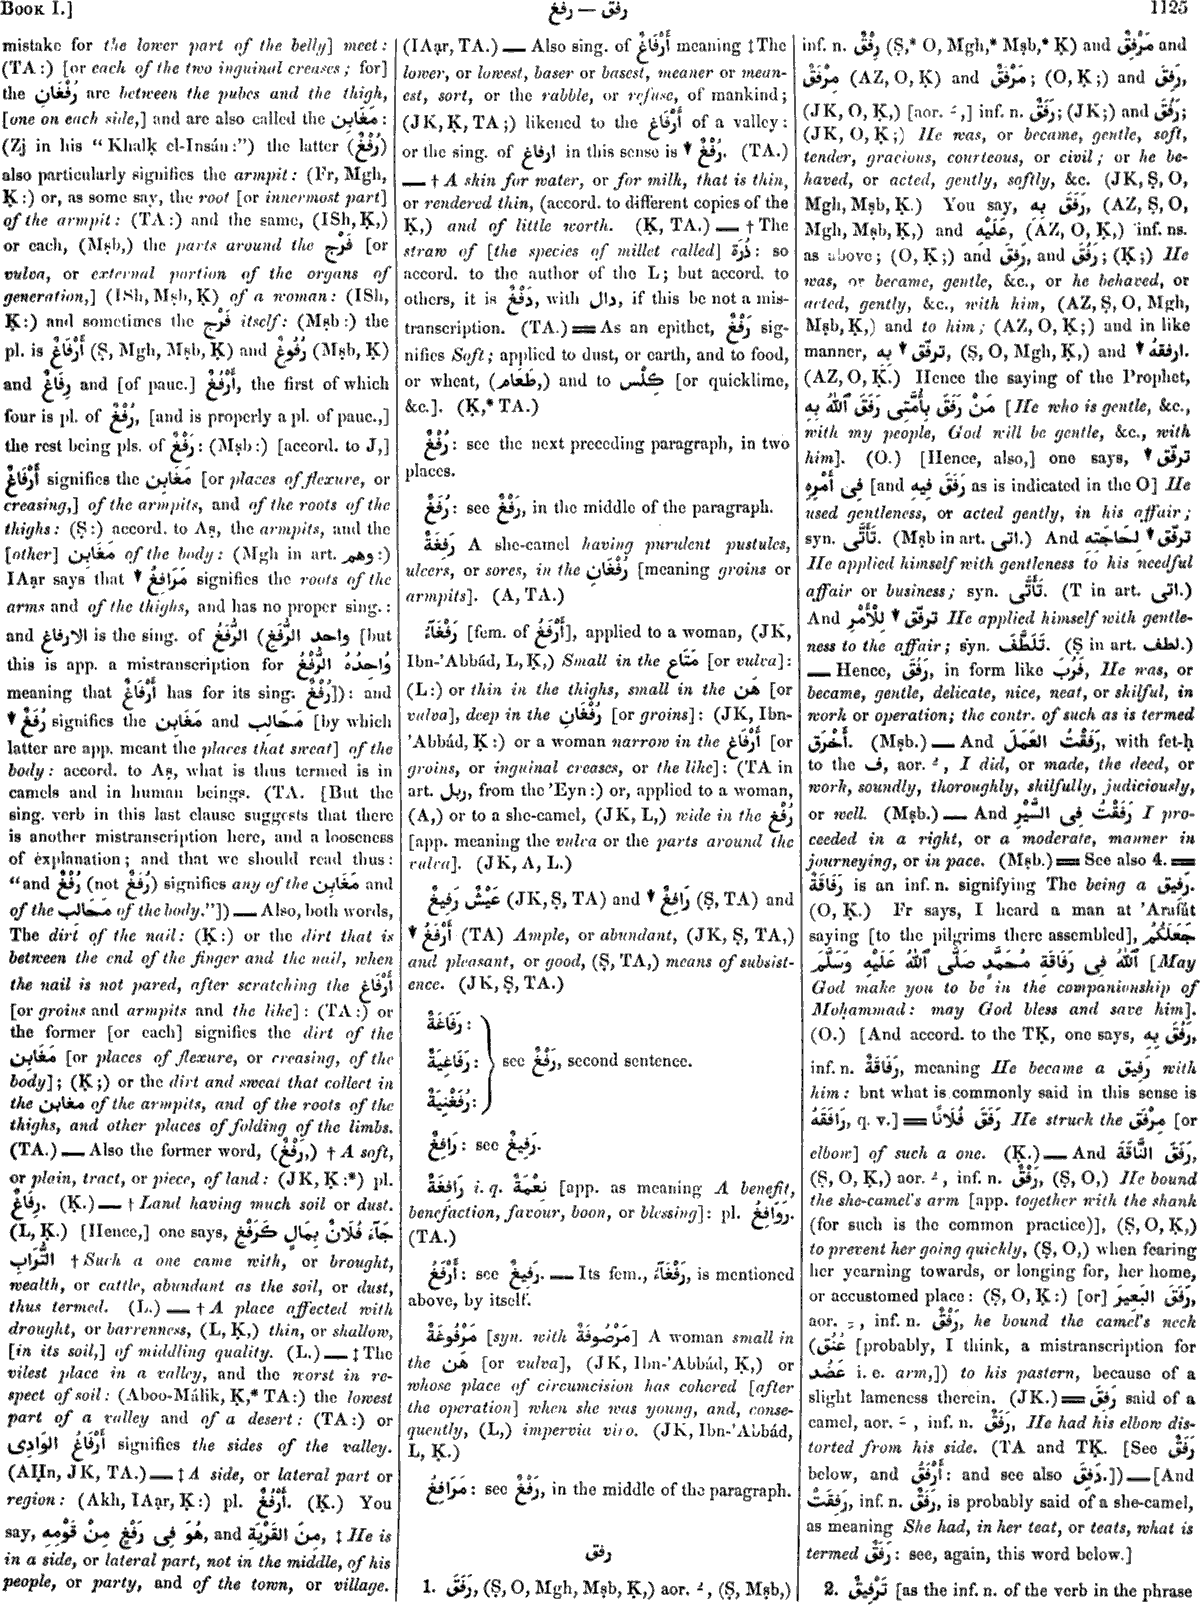 BOOK I.]
رفغ — رفق
1125
mistake for the lower part of the belly] meet:
(TA:) [or each of the two inguinal creases; for]
the رُفْغَانِ are between the pubes and the thigh,
[one on each side,] and are also called the مَغَابِن:
(Zj in his “Khalḳ el-Insán:”) the latter (رُفْغٌ)
also particularly signifies the armpit: (Fr, Mgh,
Ḳ:) or, as some say, the root [or innermost part]
of the armpit: (TA:) and the same, (ISh, Ḳ,)
or each, (Mṣb,) the parts around the فَرْج [or
vulva, or external portion of the organs of
generation,] (ISh, Mṣb, Ḳ) of a woman: (ISh,
Ḳ:) and sometimes the فَرْج itself: (Mṣb:) the
pl. is أَرْفَاغٌ (Ṣ, Mgh, Mṣb, Ḳ) and رُفُوغٌ (Mṣb, Ḳ)
and رِفَاغٌ and [of pauc.] أَرْفُغٌ, the first of which
four is pl. of رُفْغٌ, [and is properly a pl. of pauc.,]
the rest being pls. of رَفْغٌ: (Mṣb:) [accord. to J,]
أَرْفَاغٌ signifies the مَغَابِن [or places of flexure, or
creasing,] of the armpits, and of the roots of the
thighs: (Ṣ:) accord. to Aṣ, the armpits, and the
[other] مَغَابِن of the body: (Mgh in art. وهم:)
IAạr says that ▾ مَرَافِغُ signifies the roots of the
arms and of the thighs, and has no proper sing.:
and الارفاغ is the sing. of الرُّفَغُ (واحد الرُّفَغِ [but
this is app. a mistranscription for وَاحِدُهُ الرُّفْغُ
meaning that أَرْفَاغٌ has for its sing. رُفْغٌ]): and
▾ رُفَغٌ signifies the مَغَابِن and مَحَالِب [by which
latter are app. meant the places that sweat] of the
body: accord. to Aṣ, what is thus termed is in
camels and in human beings. (TA. [But the
sing. verb in this last clause suggests that there
is another mistranscription here, and a looseness
of explanation; and that we should read thus:
“and رُفْغٌ (not رُفَغٌ) signifies any of the مَغَابِن and
of the مَحَالِب of the body.”]) — Also, both words,
The dirt of the nail: (Ḳ:) or the dirt that is
between the end of the finger and the nail, when
the nail is not pared, after scratching the أَرْفَاغ
[or groins and armpits and the like]: (TA:) or
the former [or each] signifies the dirt of the
مَغَابِن [or places of flexure, or creasing, of the
body]; (Ḳ;) or the dirt and sweat that collect in
the مغابن of the armpits, and of the roots of the
thighs, and other places of folding of the limbs.
(TA.) — Also the former word, (رَفْغٌ,) † A soft,
or plain, tract, or piece, of land: (JK, Ḳ:*) pl.
رِفَاغٌ. (Ḳ.) — † Land having much soil or dust.
(L, Ḳ.) [Hence,] one says, جَآءَ فُلَانٌ بِمَالٍ كَرَفْغِ
التُّرَابِ † Such a one came with, or brought,
wealth, or cattle, abundant as the soil, or dust,
thus termed. (L.) — † A place affected with
drought, or barrenness, (L, Ḳ,) thin, or shallow,
[in its soil,] of middling quality. (L.) — ‡ The
vilest place in a valley, and the worst in re-
spect of soil: (Aboo-Málik, Ḳ,* TA:) the lowest
part of a valley and of a desert: (TA:) or
أَرْفَاغُ الوَادِى signifies the sides of the valley.
(AḤn, JK, TA.) — ‡ A side, or lateral part or
region: (Akh, IAạr, Ḳ:) pl. أَرْفُغٌ. (Ḳ.) You
say, هُوَ فِى رَفْغٍ مِنْ قَوْمِهِ, and مِنَ القَرْيَةِ, ‡ He is
in a side, or lateral part, not in the middle, of his
people, or party, and of the town, or village.
(IAạr, TA.) — Also sing. of أَرْفَاغٌ meaning ‡ The
lower, or lowest, baser or basest, meaner or mean-
est, sort, or the rabble, or refuse, of mankind;
(JK, Ḳ, TA;) likened to the أَرْفَاغ of a valley:
or the sing. of ارفاغ in this sense is ▾ رُفْغٌ. (TA.)
— † A skin for water, or for milk, that is thin,
or rendered thin, (accord. to different copies of the
Ḳ,) and of little worth. (Ḳ, TA.) — † The
straw of [the species of millet called] ذُرَة: so
accord. to the author of the L; but accord. to
others, it is دَفْغٌ, with دال, if this be not a mis-
transcription. (TA.) = As an epithet, رَفْغٌ sig-
nifies Soft; applied to dust, or earth, and to food,
or wheat, (طَعَام,) and to كِلْس [or quicklime,
&c.]. (Ḳ,* TA.)
رُفْغٌ: see the next preceding paragraph, in two
places.
رُفَغٌ: see رَفْغٌ, in the middle of the paragraph.
رَفِغَةٌ A she-camel having purulent pustules,
ulcers, or sores, in the رُفْغَانِ [meaning groins or
armpits]. (A, TA.)
رَفْغَآءُ [fem. of أَرْفَغُ], applied to a woman, (JK,
Ibn-’Abbád, L, Ḳ,) Small in the مَتَاع [or vulva]:
(L:) or thin in the thighs, small in the هَن [or
vulva], deep in the رُفْغَانِ [or groins]: (JK, Ibn-
’Abbád, Ḳ:) or a woman narrow in the أَرْفَاغ [or
groins, or inguinal creases, or the like]: (TA in
art. ربل, from the ’Eyn:) or, applied to a woman,
(A,) or to a she-camel, (JK, L,) wide in the رُفْغ
[app. meaning the vulva or the parts around the
vulva]. (JK, A, L.)
عَيْشٌ رَفِيغٌ (JK, Ṣ, TA) and ▾ رَافِغٌ (Ṣ, TA) and
▾ أَرْفَغُ (TA) Ample, or abundant, (JK, Ṣ, TA,)
and pleasant, or good, (Ṣ, TA,) means of subsist-
ence. (JK, Ṣ, TA.)
رَفَاغَةٌ:
رَفَاغِيَةٌ: see رَفْغٌ, second sentence.
رُفَغْنِيَةٌ:
رَافِغٌ: see رَفِيغٌ.
رَافِغَةٌ i. q. نِعْمَةٌ [app. as meaning A benefit,
benefaction, favour, boon, or blessing]: pl. رَوَافِغُ.
(TA.)
أَرْفَغُ: see رَفِيغٌ. — Its fem., رَفْغَآءُ, is mentioned
above, by itself.
مَرْفُوغَةٌ [syn. with مَرْصُوفَةٌ] A woman small in
the هَن [or vulva], (JK, Ibn-’Abbád, Ḳ,) or
whose place of circumcision has cohered [after
the operation] when she was young, and, conse-
quently, (L,) impervia viro. (JK, Ibn-’Abbád,
L, Ḳ.)
مَرَافِغُ: see رَفْغٌ, in the middle of the paragraph.
رفق
1. رَفَقَ, (Ṣ, O, Mgh, Mṣb, Ḳ,) aor. ـُ, (Ṣ, Mṣb,)
inf. n. رِفْقٌ (Ṣ,* O, Mgh,* Mṣb,* Ḳ) and مَرْفِقٌ and
مِرْفَقٌ (AZ, O, Ḳ) and مَرْفَقٌ; (O, Ḳ;) and رَفِقَ,
(JK, O, Ḳ,) [aor. ـَ,] inf. n. رَفَقٌ; (JK;) and رَفُقَ;
(JK, O, Ḳ;) He was, or became, gentle, soft,
tender, gracious, courteous, or civil; or he be-
haved, or acted, gently, softly, &c. (JK, Ṣ, O,
Mgh, Mṣb, Ḳ.) You say, رَفَقَ بِهِ, (AZ, Ṣ, O,
Mgh, Mṣb, Ḳ,) and عَلَيْهِ, (AZ, O, Ḳ,) inf. ns.
as above; (O, Ḳ;) and رَفِقَ, and رَفُقَ; (Ḳ;) He
was, or became, gentle, &c., or he behaved, or
acted, gently, &c., with him, (AZ, Ṣ, O, Mgh,
Mṣb, Ḳ,) and to him; (AZ, O, Ḳ;) and in like
manner, ▾ ترفّق بِهِ, (Ṣ, O, Mgh, Ḳ,) and ▾ ارفقهُ.
(AZ, O, Ḳ.) Hence the saying of the Prophet,
مَنْ رَفَقَ بِأُمَّتِى رَفَقَ ٱللّٰهُ بِهِ [He who is gentle, &c.,
with my people, God will be gentle, &c., with
him]. (O.) [Hence, also,] one says, ▾ ترفّق
فِى أَمْرِهِ [and رَفَقَ فِيهِ as is indicated in the O] He
used gentleness, or acted gently, in his affair;
syn. تَأَتَّى. (Mṣb in art. اتى.) And ▾ ترفّق لِحَاجَتِهِ
He applied himself with gentleness to his needful
affair or business; syn. تَأَتَّى. (T in art. اتى.)
And ▾ ترفّق لِلْأَمْرِ He applied himself with gentle-
ness to the affair; syn. تَلَطَّفَ. (Ṣ in art. لطف.)
— Hence, رَفُقَ, in form like قَرُبَ, He was, or
became, gentle, delicate, nice, neat, or skilful, in
work or operation; the contr. of such as is termed
أَخْرَق. (Mṣb.) — And رَفَقْتُ العَمَلَ, with fet-ḥ
to the ف, aor. ـُ, I did, or made, the deed, or
work, soundly, thoroughly, skilfully, judiciously,
or well. (Mṣb.) — And رَفَقْتُ فِى السَّيْرِ I pro-
ceeded in a right, or a moderate, manner in
journeying, or in pace. (Mṣb.) = See also 4. =
رَفَاقَةٌ is an inf. n. signifying The being a رَفِيق.
(O, Ḳ.) Fr says, I heard a man at ’Arafát
saying [to the pilgrims there assembled], جَعَلَكُمُ
ٱللّٰهُ فِى رَفَاقَةِ مُحَمَّدٍ صَلَّى ٱللّٰهُ عَلَيْهِ وَسَلَّمَ [May
God make you to be in the companionship of
Moḥammad: may God bless and save him].
(O.) [And accord. to the TḲ, one says, رَفُقَ بِهِ,
inf. n. رَفَاقَةٌ, meaning He became a رَفِيق with
him: but what is commonly said in this sense is
رَافَقَهُ, q. v.] = رَفَقَ فُلَانًا He struck the مِرْفَق [or
elbow] of such a one. (Ḳ.) — And رَفَقَ النَّاقَةَ,
(Ṣ, O, Ḳ,) aor. ـُ, inf. n. رَفْقٌ, (Ṣ, O,) He bound
the she-camel's arm [app. together with the shank
(for such is the common practice)], (Ṣ, O, Ḳ,)
to prevent her going quickly, (Ṣ, O,) when fearing
her yearning towards, or longing for, her home,
or accustomed place: (Ṣ, O, Ḳ:) [or] رَفَقَ البَعِيرَ,
aor. ـِ, inf. n. رَفْقٌ, he bound the camel's neck
(عُنُق [probably, I think, a mistranscription for
عَضُد i. e. arm,]) to his pastern, because of a
slight lameness therein. (JK.) = رَفِقَ said of a
camel, aor. ـَ, inf. n. رَفَقٌ, He had his elbow dis-
torted from his side. (TA and TḲ. [See رَفَقٌ
below, and أَرْفَقُ: and see also دَفِقَ.]) — [And
رَفِقَتْ, inf. n. رَفَقٌ, is probably said of a she-camel,
as meaning She had, in her teat, or teats, what is
termed رَفَقٌ: see, again, this word below.]
2. تَرْفِيقٌ [as the inf. n. of the verb in the phrase